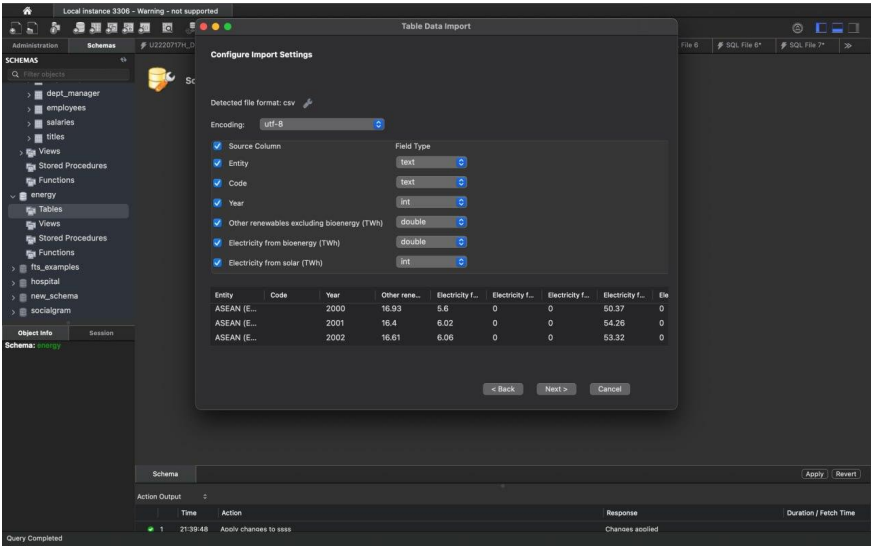 Local instance 3306 - Warning - not supported
Administration
Schemas
SCHEMAS
Filter objects
dept_manager
employees
salaries
titles
Views
Stored Procedures
Functions
energy
Tables
Views
Stored Procedures
Functions
fts_examples
hospital
new_schema
socialgram
Object Info
Session
Schema: energy
U2220717H_D
File 6
SQL File 6*
SQL File 7*
Sc
Table Data Import
Configure Import Settings
Detected file format: csv
Encoding: utf-8
Source Column Field Type
Entity text
Code text
Year int
Other renewables excluding bioenergy (TWh) double
Electricity from bioenergy (TWh) double
Electricity from solar (TWh) int
Entity Code Year Other rene... Electricity f... Electricity f... Electricity f... Electricity f... Ele
ASEAN (E... 2000 16.93 5.6 0 0 50.37 0
ASEAN (E... 2001 16.4 6.02 0 0 54.26 0
ASEAN (E... 2002 16.61 6.06 0 0 53.32 0
< Back Next > Cancel
Schema
Apply Revert
Action Output
Time Action Response Duration / Fetch Time
1 21:39:48 Apply changes to ssss Changes applied
Query Completed